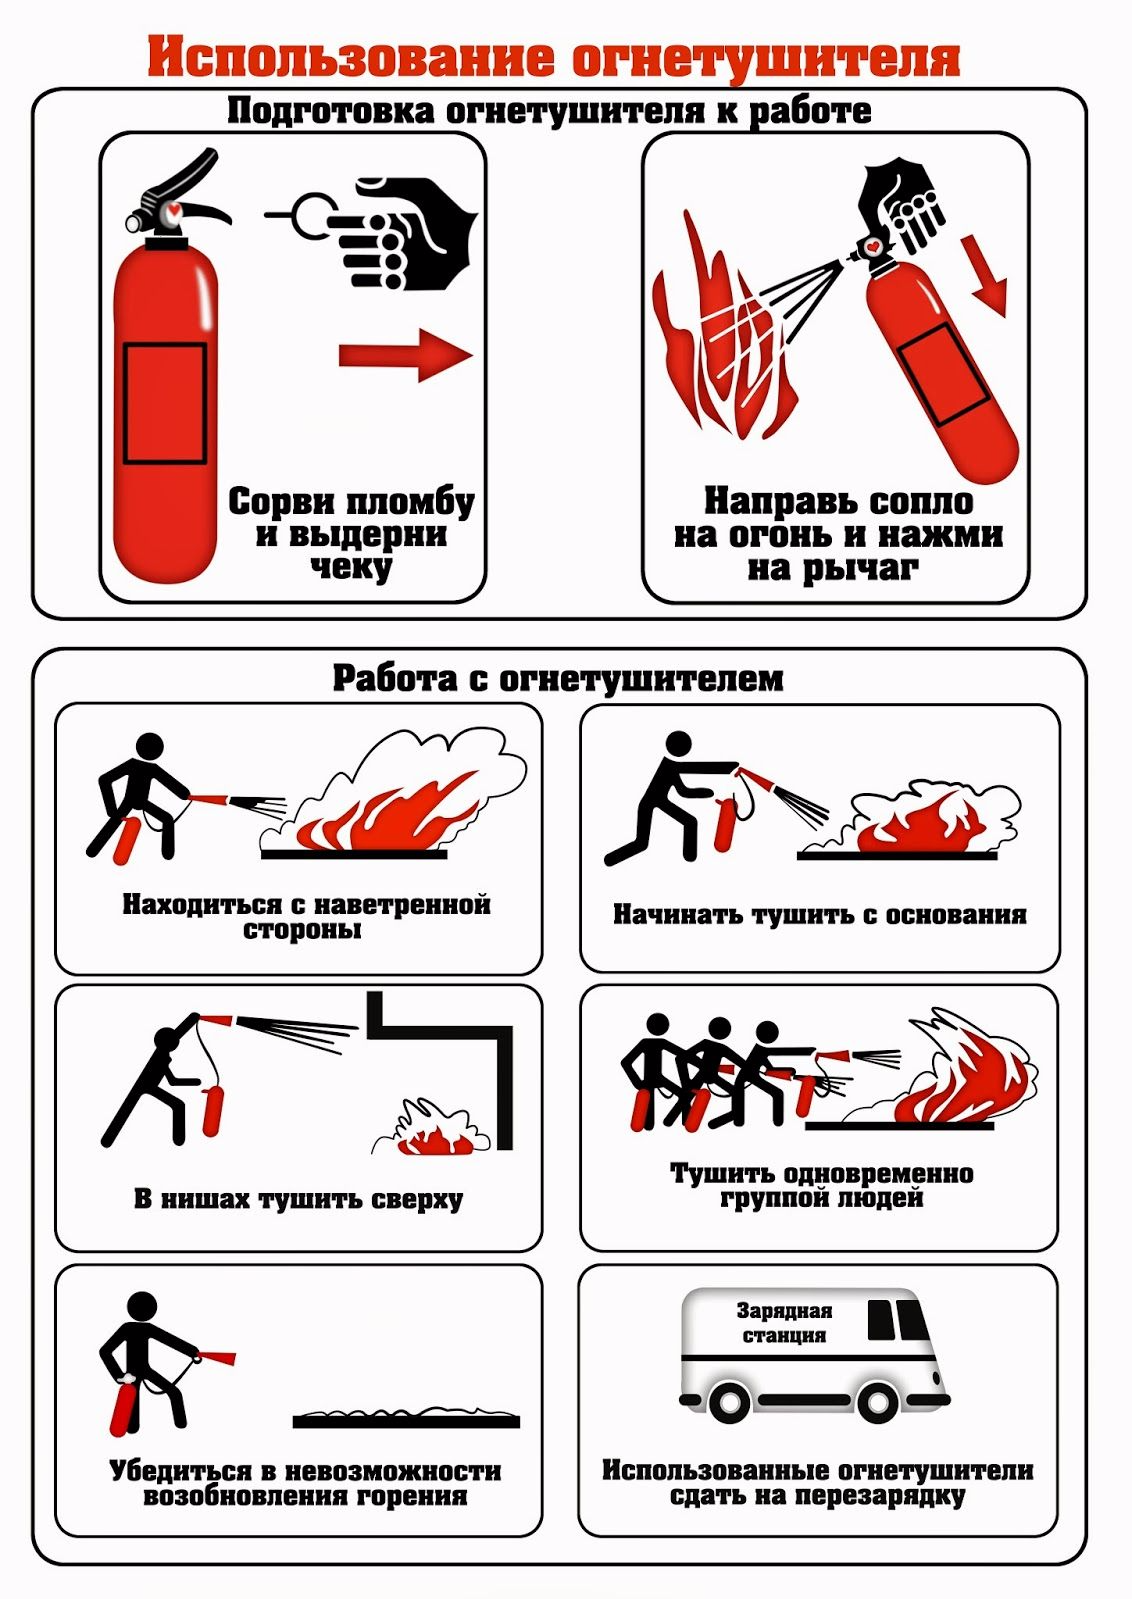 Использование огнетушителя
Подготовка огнетушителя к работе
Сорви пломбу
и выдерни
чеку
Направь сопло
на огонь и нажми
на рычаг
Работа с огнетушителем
Находиться с наветренной
стороны
Начинать тушить с основания
В нишах тушить сверху
Тушить одновременно
группой людей
Убедиться в невозможности
возобновления горения
Зарядная
станция
Использованные огнетушители
сдать на перезарядку